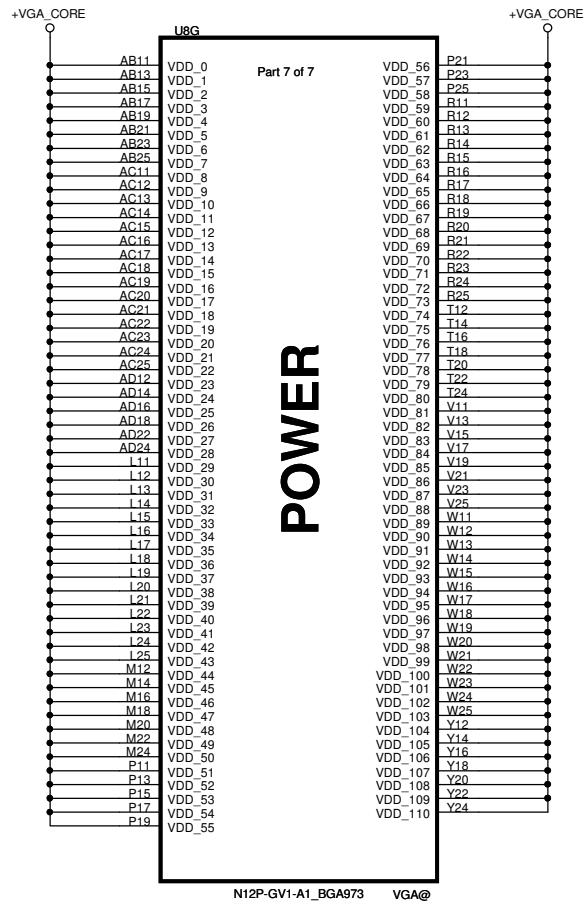 +VGA_CORE +VGA_CORE
U8G
Part 7 of 7
AB11 VDD_0 VDD_56 P21
AB13 VDD_1 VDD_57 P23
AB15 VDD_2 VDD_58 P25
AB17 VDD_3 VDD_59 R11
AB19 VDD_4 VDD_60 R12
AB21 VDD_5 VDD_61 R13
AB23 VDD_6 VDD_62 R14
AB25 VDD_7 VDD_63 R15
AC11 VDD_8 VDD_64 R16
AC12 VDD_9 VDD_65 R17
AC13 VDD_10 VDD_66 R18
AC14 VDD_11 VDD_67 R19
AC15 VDD_12 VDD_68 R20
AC16 VDD_13 VDD_69 R21
AC17 VDD_14 VDD_70 R22
AC18 VDD_15 VDD_71 R23
AC19 VDD_16 VDD_72 R24
AC20 VDD_17 VDD_73 R25
AC21 VDD_18 VDD_74 T12
AC22 VDD_19 VDD_75 T14
AC23 VDD_20 VDD_76 T16
AC24 VDD_21 VDD_77 T18
AC25 VDD_22 VDD_78 T20
AD12 VDD_23 VDD_79 T22
AD14 VDD_24 VDD_80 T24
AD16 VDD_25 VDD_81 V11
AD18 VDD_26 VDD_82 V13
AD22 VDD_27 VDD_83 V15
AD24 VDD_28 VDD_84 V17
L11 VDD_29 VDD_85 V19
L12 VDD_30 VDD_86 V21
L13 VDD_31 VDD_87 V23
L14 VDD_32 VDD_88 V25
L15 VDD_33 VDD_89 W11
L16 VDD_34 VDD_90 W12
L17 VDD_35 VDD_91 W13
L18 VDD_36 VDD_92 W14
L19 VDD_37 VDD_93 W15
L20 VDD_38 VDD_94 W16
L21 VDD_39 VDD_95 W17
L22 VDD_40 VDD_96 W18
L23 VDD_41 VDD_97 W19
L24 VDD_42 VDD_98 W20
L25 VDD_43 VDD_99 W21
M12 VDD_44 VDD_100 W22
M14 VDD_45 VDD_101 W23
M16 VDD_46 VDD_102 W24
M18 VDD_47 VDD_103 W25
M20 VDD_48 VDD_104 Y12
M22 VDD_49 VDD_105 Y14
M24 VDD_50 VDD_106 Y16
P11 VDD_51 VDD_107 Y18
P13 VDD_52 VDD_108 Y20
P15 VDD_53 VDD_109 Y22
P17 VDD_54 VDD_110 Y24
P19 VDD_55
POWER
N12P-GV1-A1_BGA973 VGA@